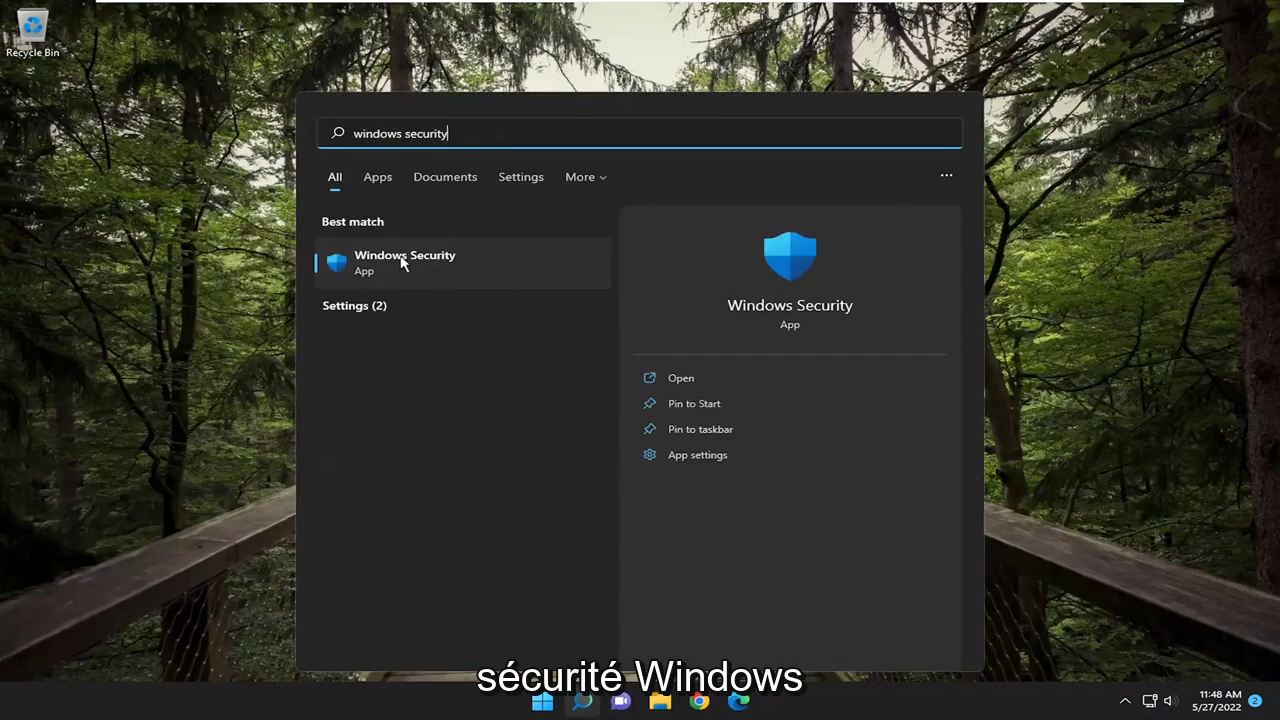 Recycle Bin
windows security
All Apps Documents Settings More
Best match
Windows Security
App
Settings (2)
Windows Security
App
Open
Pin to Start
Pin to taskbar
App settings
sécurité Windows
11:48 AM
5/27/2022
2